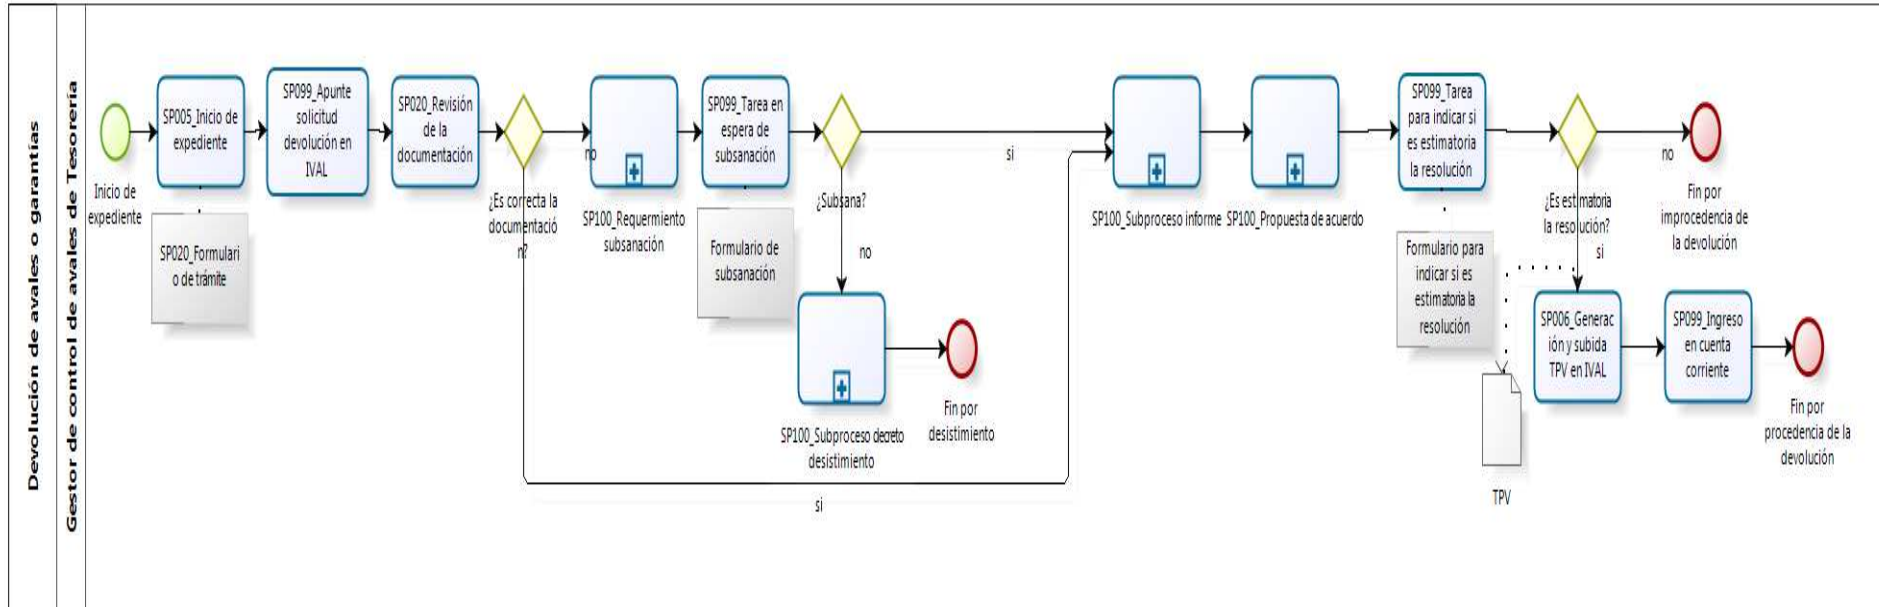 Devolución de avales o garantías
Gestor de control de avales de Tesorería
Inicio de
expediente
SP005_Inicio de
expediente
SP020_Formulari
o de trámite
SP099_Apunte
solicitud
devolución en
IVAL
SP020_Revisión
de la
documentación
¿Es correcta la
documentació
n?
no
SP100_Requermiento
subsanación
SP099_Tarea en
espera de
subsanación
Formulario de
subsanación
¿Subsana?
no
si
SP100_Subproceso decreto
desistimiento
Fin por
desistimiento
si
SP100_Subproceso informe
SP100_Propuesta de acuerdo
SP099_Tarea
para indicar si
es estimatoria
la resolución
Formulario para
indicar si es
estimatoria la
resolución
¿Es estimatoria
la resolución?
si
no
Fin por
improcedencia de
la devolución
TPV
SP006_Generac
ión y subida
TPV en IVAL
SP099_Ingreso
en cuenta
corriente
Fin por
procedencia de la
devolución